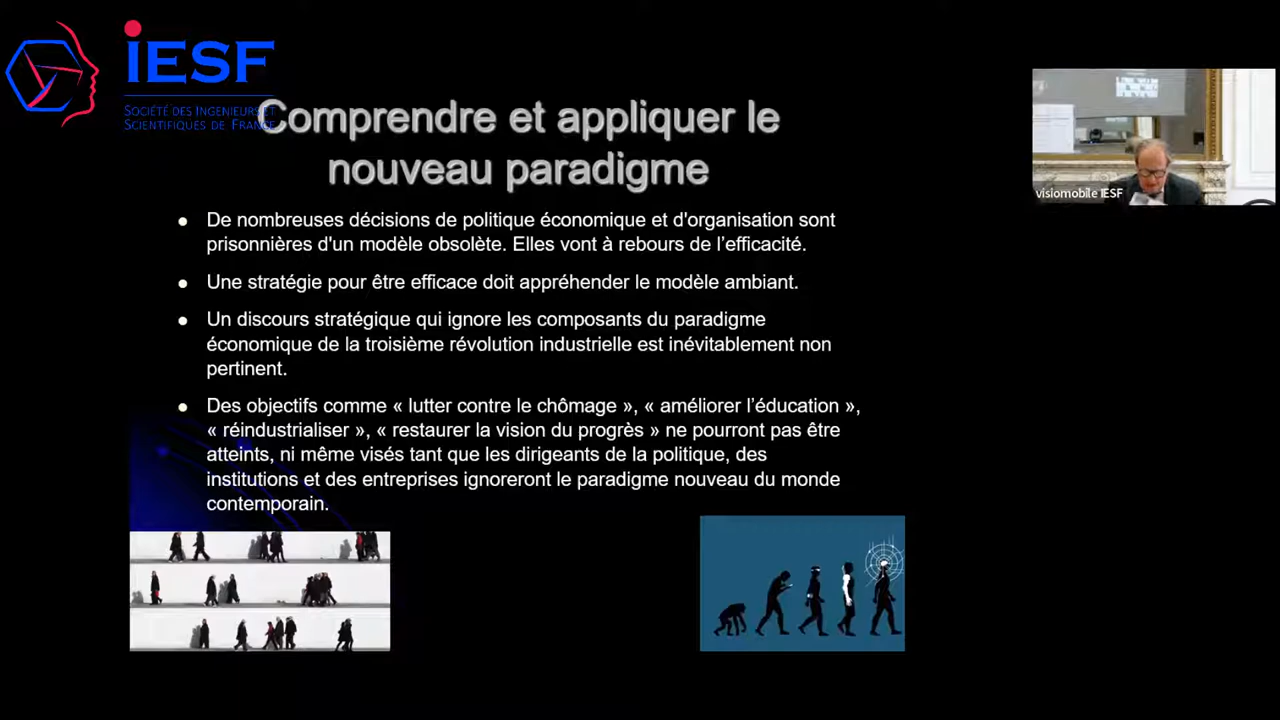 iESF
SOCIÉTÉ DES INGENIEURS ET
SCIENTIFIQUES DE FRANCE
Comprendre et appliquer le
nouveau paradigme
visiomobile IESF
● De nombreuses décisions de politique économique et d'organisation sont
prisonnières d'un modèle obsolète. Elles vont à rebours de l’efficacité.
● Une stratégie pour être efficace doit appréhender le modèle ambiant.
● Un discours stratégique qui ignore les composants du paradigme
économique de la troisième révolution industrielle est inévitablement non
pertinent.
● Des objectifs comme « lutter contre le chômage », « améliorer l’éducation »,
« réindustrialiser », « restaurer la vision du progrès » ne pourront pas être
atteints, ni même visés tant que les dirigeants de la politique, des
institutions et des entreprises ignoreront le paradigme nouveau du monde
contemporain.